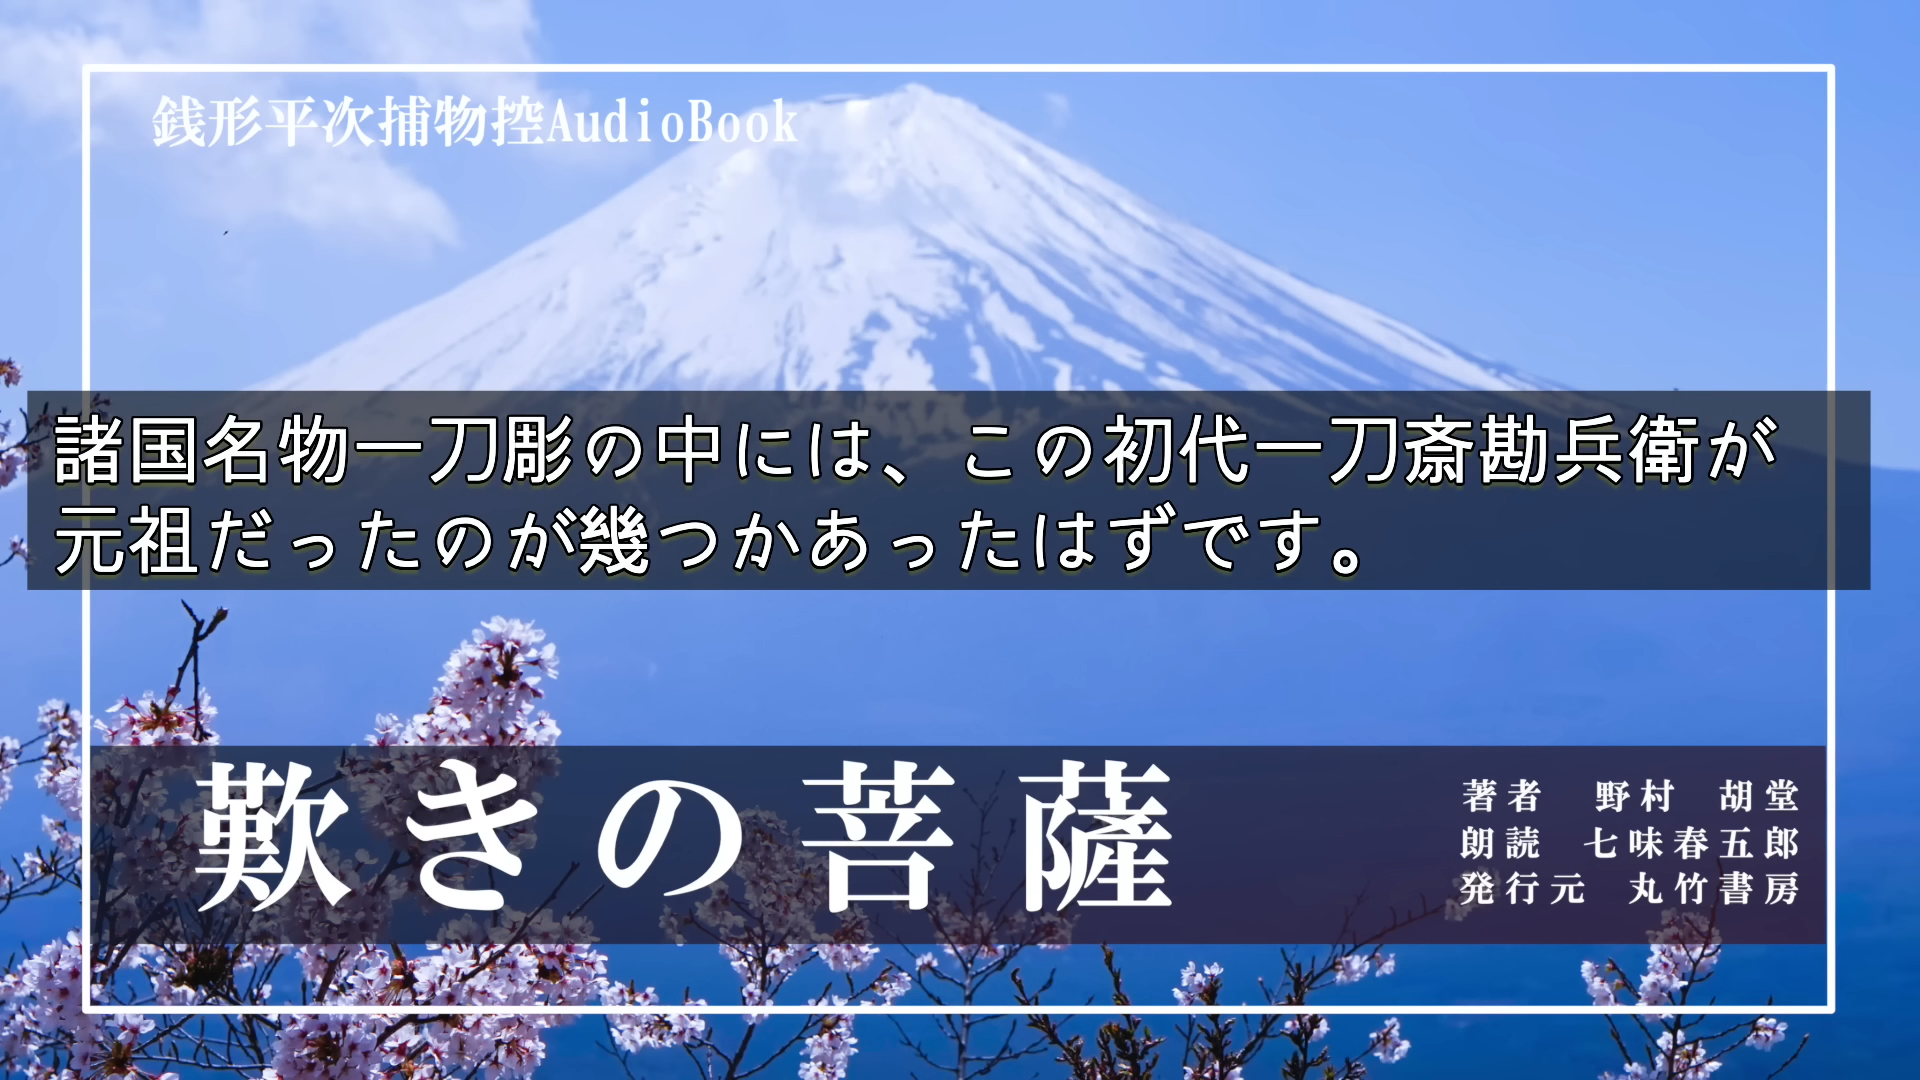 銭形平次捕物控AudioBook
諸国名物一刀彫の中には、この初代一刀斎勘兵衛が
元祖だったのが幾つかあったはずです。
歎きの菩薩
著者　野村　胡堂
朗読　七味春五郎
発行元　丸竹書房